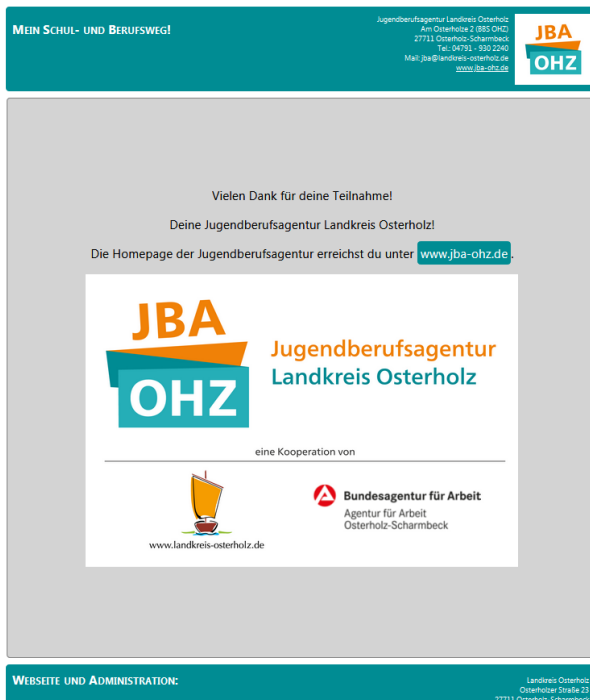 MEIN SCHUL- UND BERUFSWEG!
Jugendberufsagentur Landkreis Osterholz
Am Osterholze 2 (BBS OHZ)
27711 Osterholz-Scharmbeck
Tel.: 04791 - 930 2240
Mail: jba@landkreis-osterholz.de
www.jba-ohz.de
JBA
OHZ
Vielen Dank für deine Teilnahme!
Deine Jugendberufsagentur Landkreis Osterholz!
Die Homepage der Jugendberufsagentur erreichst du unter www.jba-ohz.de.
JBA
OHZ
Jugendberufsagentur
Landkreis Osterholz
eine Kooperation von
www.landkreis-osterholz.de
Bundesagentur für Arbeit
Agentur für Arbeit
Osterholz-Scharmbeck
WEBSEITE UND ADMINISTRATION:
Landkreis Osterholz
Osterholzer Straße 23
27711 Osterholz-Scharmbeck